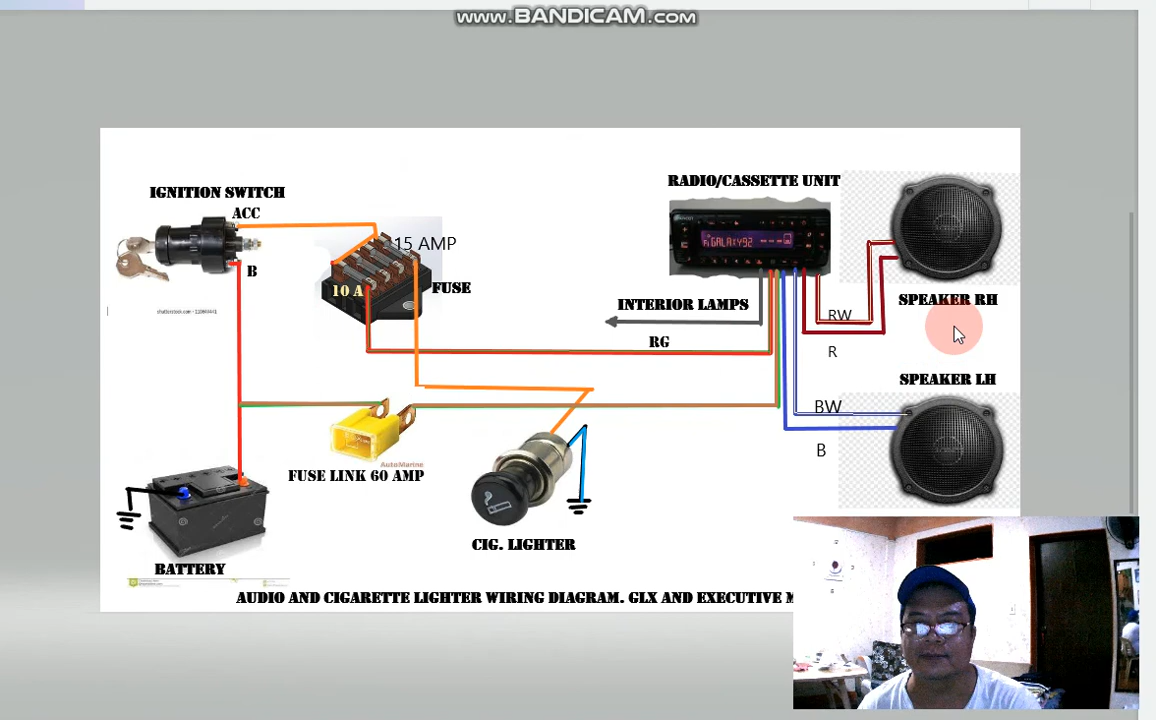 WWW.BANDICAM.COM
IGNITION SWITCH
ACC
B
15 AMP
10 A
FUSE
RADIO/CASSETTE UNIT
INTERIOR LAMPS
RG
RW
R
SPEAKER RH
SPEAKER LH
BW
B
AutoMarine
FUSE LINK 60 AMP
CIG. LIGHTER
BATTERY
AUDIO AND CIGARETTE LIGHTER WIRING DIAGRAM. GLX AND EXECUTIVE